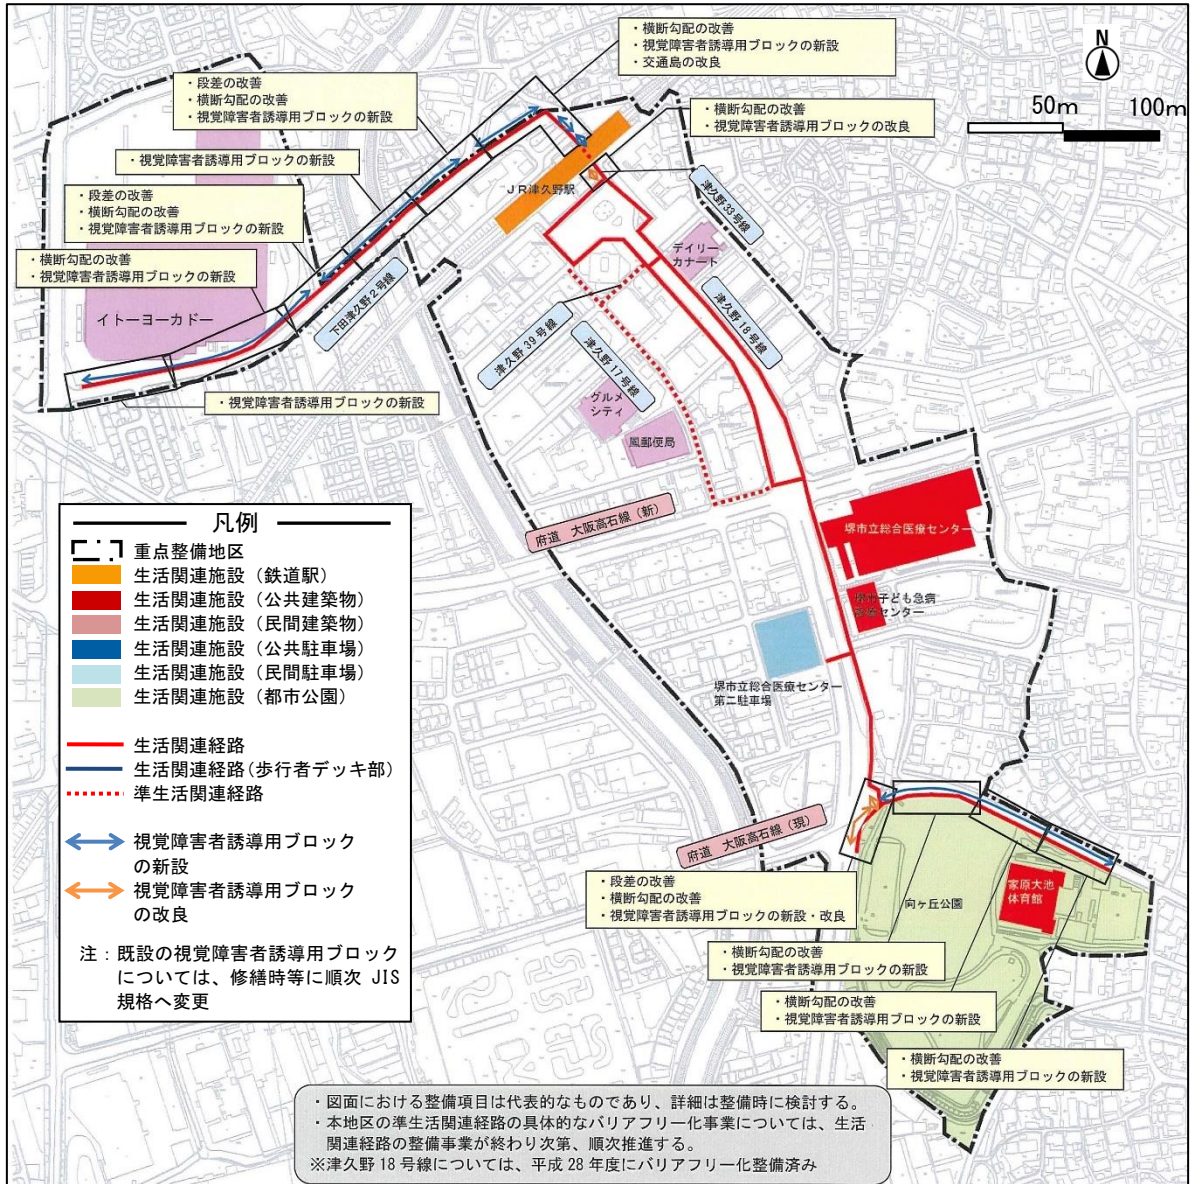 ・横断勾配の改善
・視覚障害者誘導用ブロックの新設
・交通島の改良
N
50m 100m
・段差の改善
・横断勾配の改善
・視覚障害者誘導用ブロックの新設
・横断勾配の改善
・視覚障害者誘導用ブロックの改良
・視覚障害者誘導用ブロックの新設
・段差の改善
・横断勾配の改善
・視覚障害者誘導用ブロックの新設
・横断勾配の改善
・視覚障害者誘導用ブロックの新設
JR津久野駅
津久野33号線
デイリー
カナート
イトーヨーカドー
下田津久野2号線
津久野18号線
津久野39号線
津久野17号線
・視覚障害者誘導用ブロックの新設
グルメ
シティ
鳳郵便局
府道 大阪高石線(新)
堺市立総合医療センター
堺市子ども急病
診療センター
堺市立総合医療センター
第二駐車場
凡例
重点整備地区
生活関連施設(鉄道駅)
生活関連施設(公共建築物)
生活関連施設(民間建築物)
生活関連施設(公共駐車場)
生活関連施設(民間駐車場)
生活関連施設(都市公園)
生活関連経路
生活関連経路(歩行者デッキ部)
準生活関連経路
視覚障害者誘導用ブロック
の新設
視覚障害者誘導用ブロック
の改良
注:既設の視覚障害者誘導用ブロック
については、修繕時等に順次 JIS
規格へ変更
府道 大阪高石線(現)
・段差の改善
・横断勾配の改善
・視覚障害者誘導用ブロックの新設・改良
向ヶ丘公園
家原大池
体育館
・横断勾配の改善
・視覚障害者誘導用ブロックの新設
・横断勾配の改善
・視覚障害者誘導用ブロックの新設
・横断勾配の改善
・視覚障害者誘導用ブロックの新設
・図面における整備項目は代表的なものであり、詳細は整備時に検討する。
・本地区の準生活関連経路の具体的なバリアフリー化事業については、生活
関連経路の整備事業が終わり次第、順次推進する。
※津久野18号線については、平成28年度にバリアフリー化整備済み